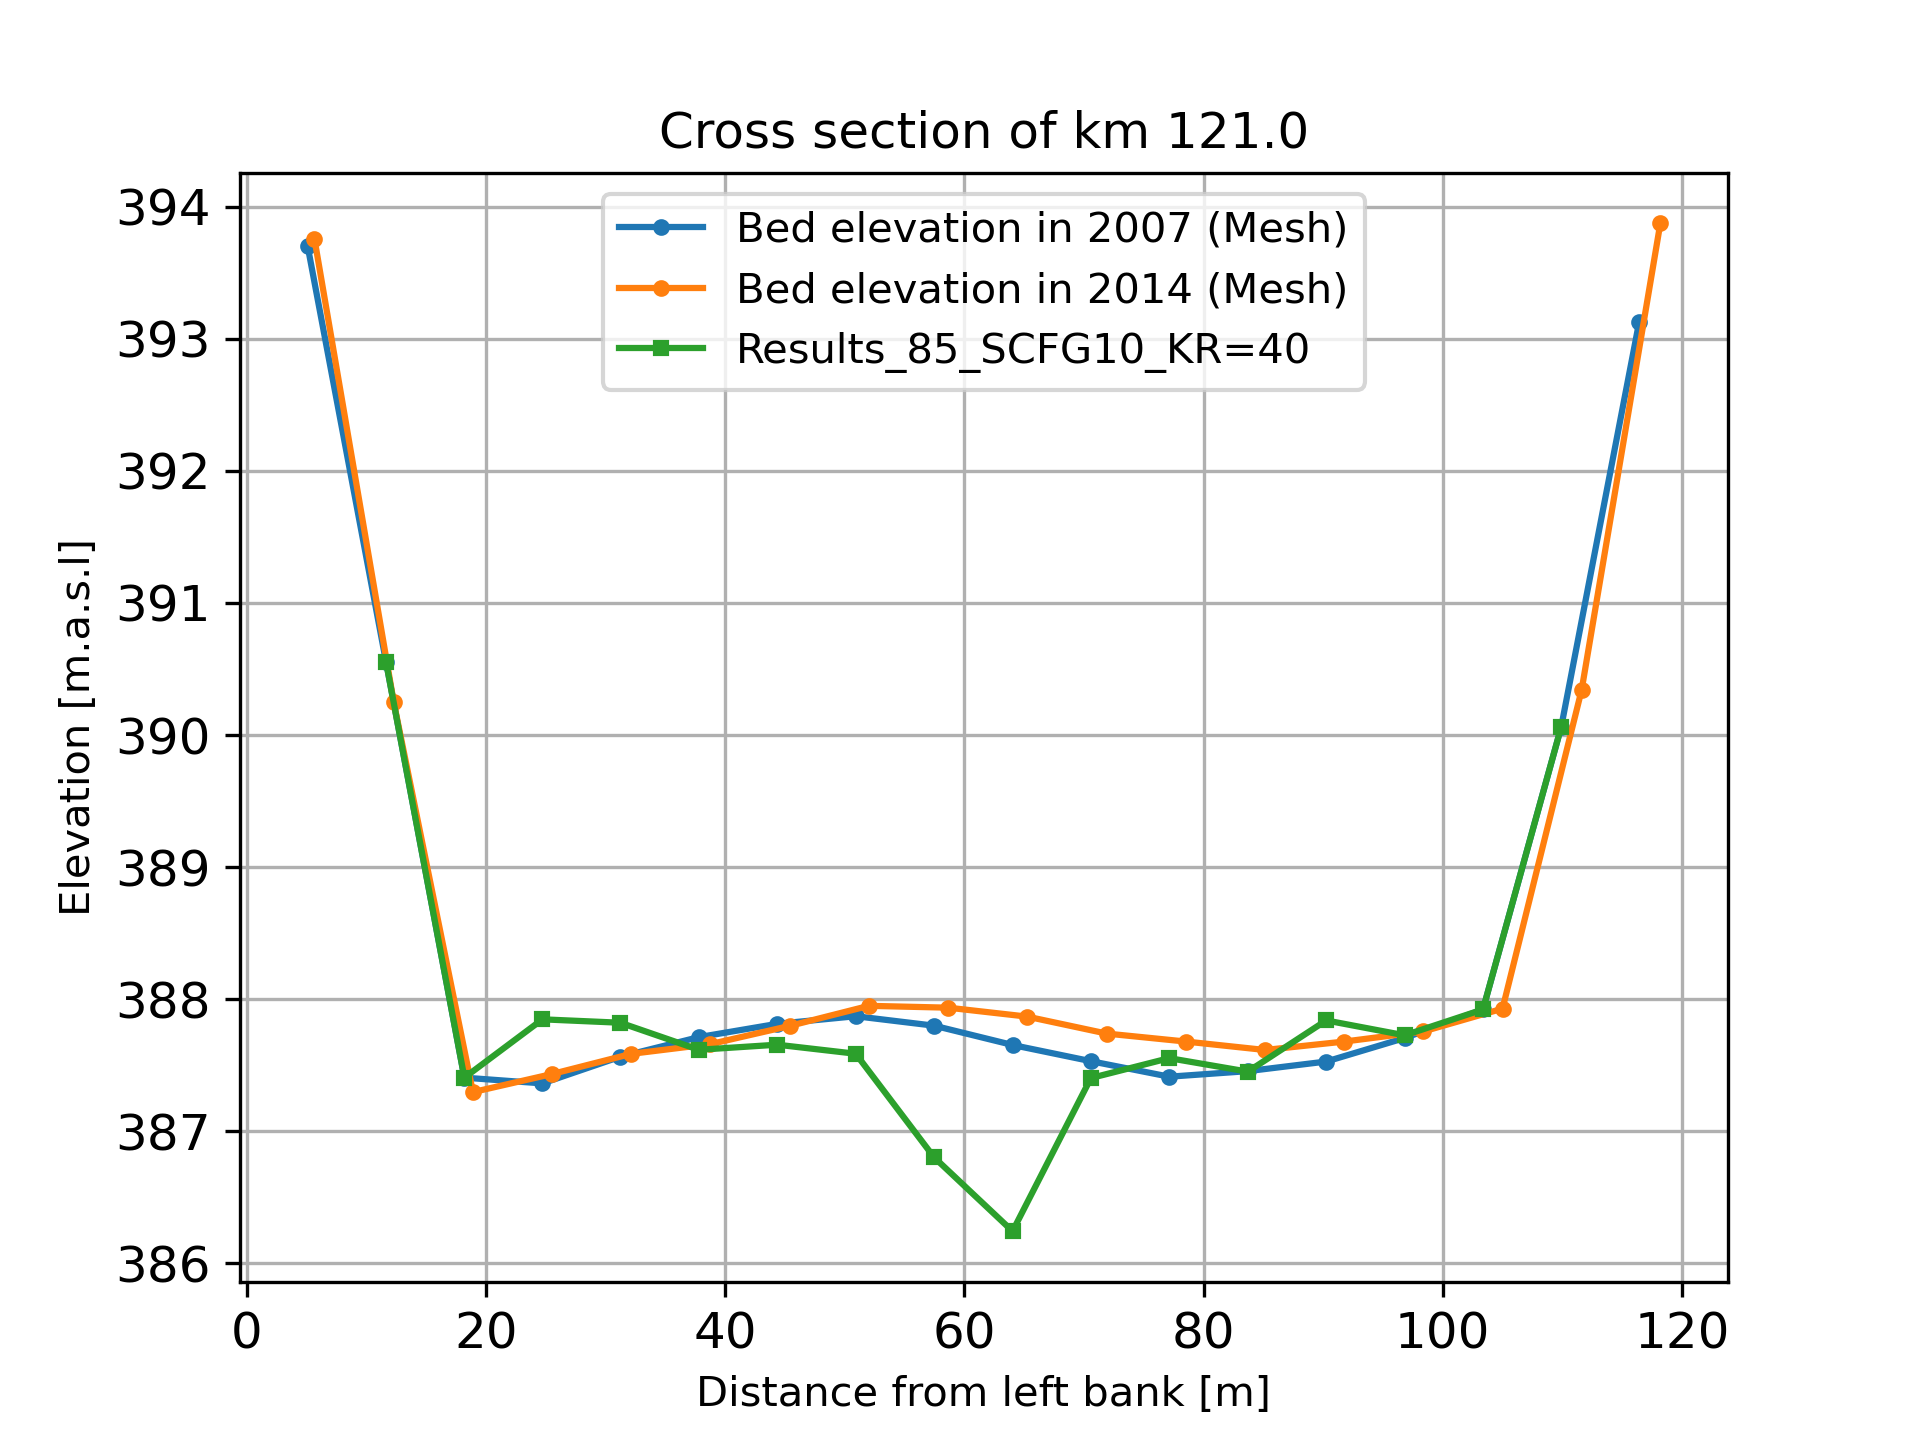 Cross section of km 121.0
Bed elevation in 2007 (Mesh)
Bed elevation in 2014 (Mesh)
Results_85_SCFG10_KR=40
394
393
392
391
390
389
388
387
386
Elevation [m.a.s.l]
0 20 40 60 80 100 120
Distance from left bank [m]